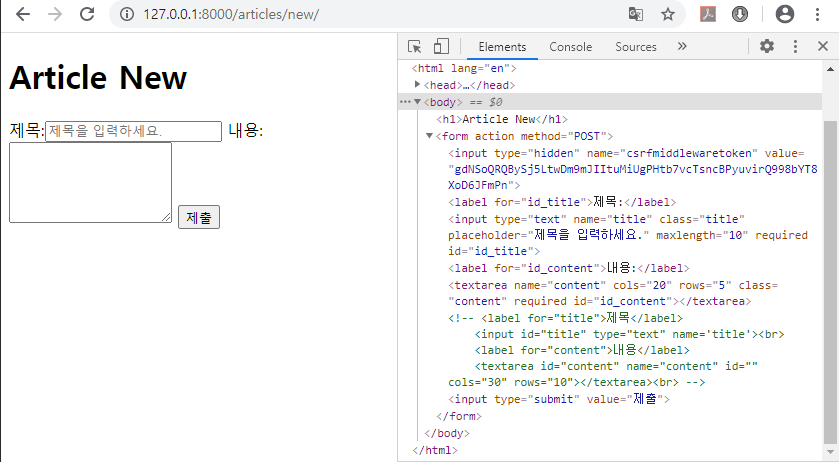 127.0.0.1:8000/articles/new/
Article New
제목: 제목을 입력하세요. 내용:
제출
Elements Console Sources »
<html lang="en">
<head>…</head>
<body> == $0
<h1>Article New</h1>
<form action method="POST">
<input type="hidden" name="csrfmiddlewaretoken" value=
"gdNSoQRQBySj5LtwDm9mJIItuMiUgPHtb7vcTsncBPyuvirQ998bYT8
XoD6JFmPn">
<label for="id_title">제목:</label>
<input type="text" name="title" class="title"
placeholder="제목을 입력하세요." maxlength="10" required
id="id_title">
<label for="id_content">내용:</label>
<textarea name="content" cols="20" rows="5" class=
"content" required id="id_content"></textarea>
<!-- <label for="title">제목</label>
<input id="title" type="text" name='title'><br>
<label for="content">내용</label>
<textarea id="content" name="content" id=""
cols="30" rows="10"></textarea><br> -->
<input type="submit" value="제출">
</form>
</body>
</html>